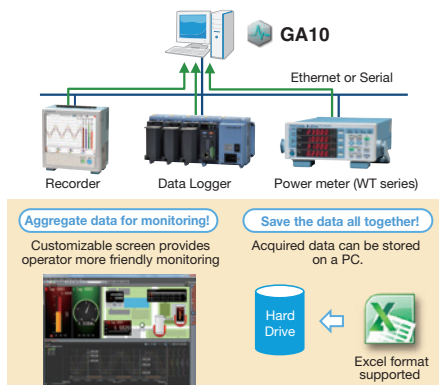 GA10
Ethernet or Serial
Recorder
Data Logger
Power meter (WT series)
Aggregate data for monitoring!
Save the data all together!
Customizable screen provides
operator more friendly monitoring
Acquired data can be stored
on a PC.
Hard
Drive
Excel format
supported